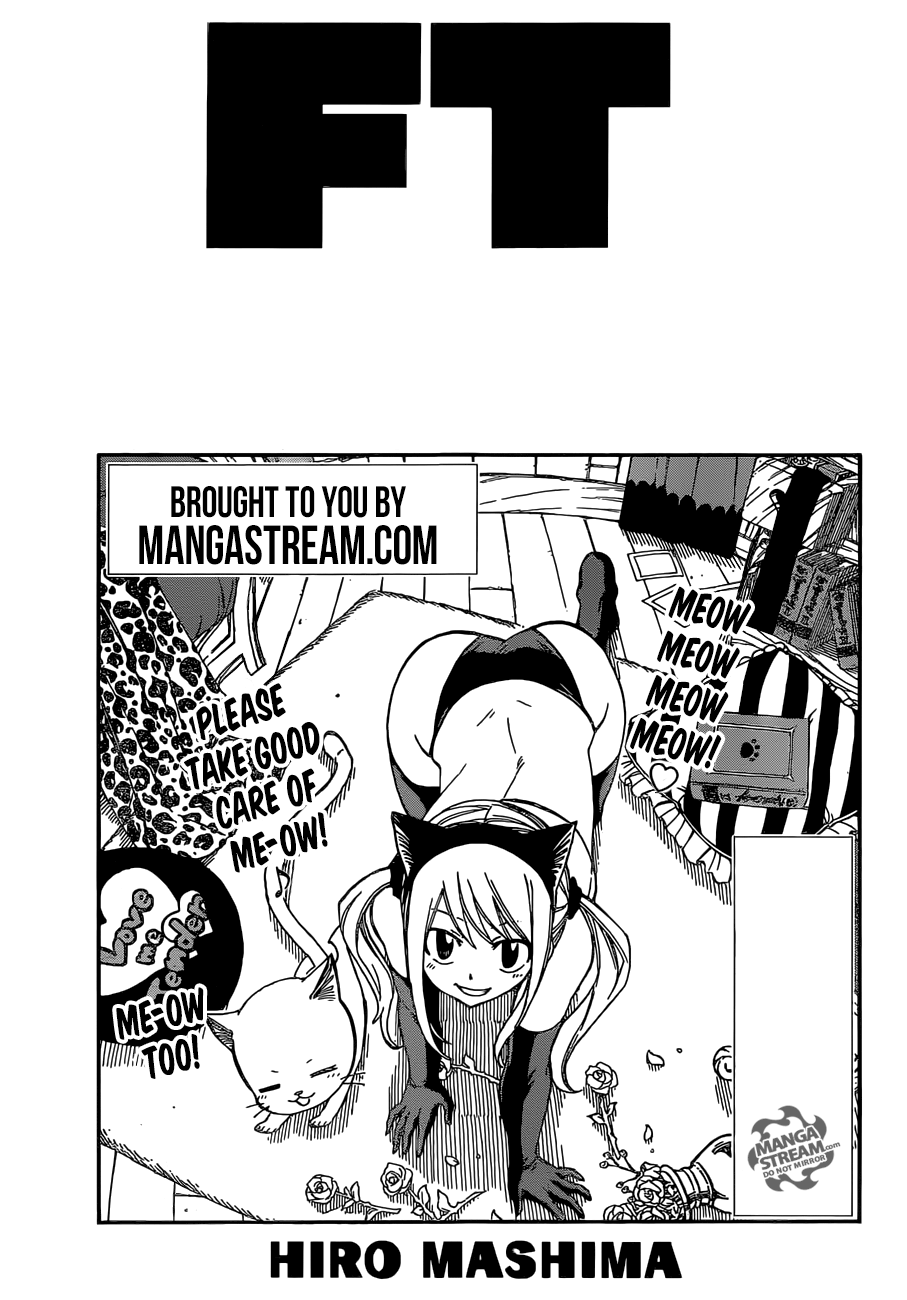 FT
BROUGHT TO YOU BY
MANGASTREAM.COM
MEOW
MEOW
MEOW
MEOW!
PLEASE
TAKE GOOD
CARE OF
ME-OW!
Love
me
Tender
ME-OW
TOO!
MANGA
STREAM.com
DO NOT MIRROR
HIRO MASHIMA